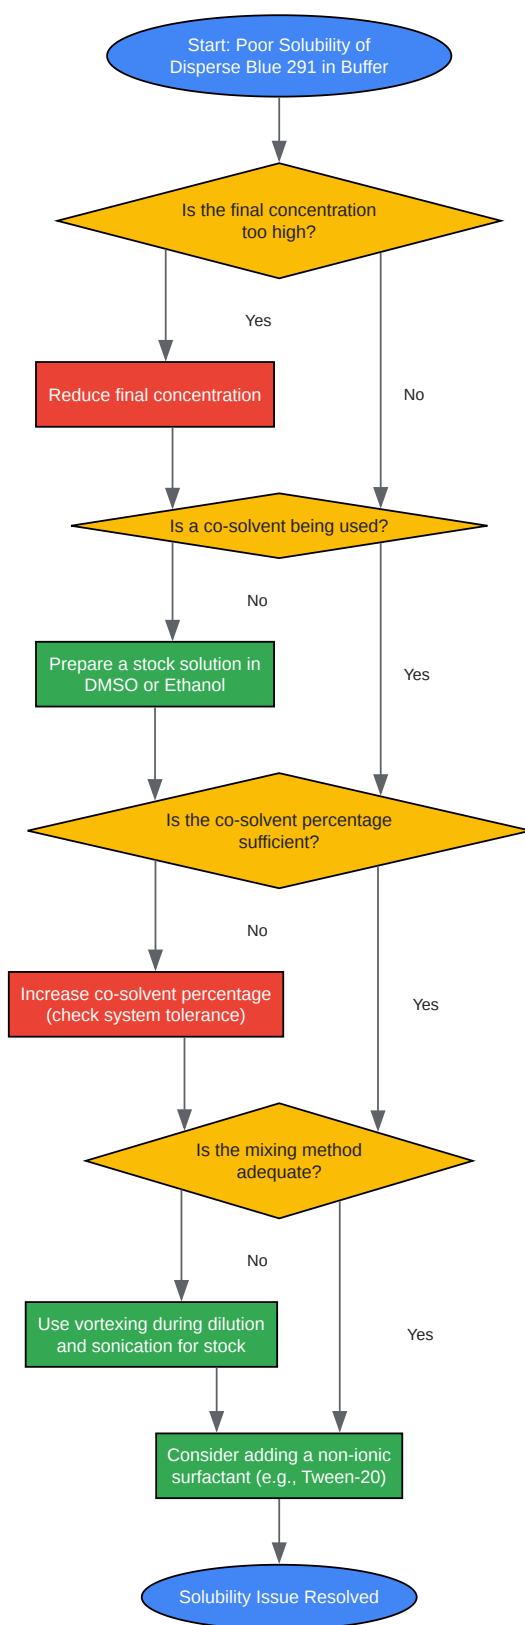 Start: Poor Solubility of
Disperse Blue 291 in Buffer
Is the final concentration
too high?
Yes
Reduce final concentration
No
Is a co-solvent being used?
No
Prepare a stock solution in
DMSO or Ethanol
Yes
Is the co-solvent percentage
sufficient?
No
Increase co-solvent percentage
(check system tolerance)
Yes
Is the mixing method
adequate?
No
Use vortexing during dilution
and sonication for stock
Yes
Consider adding a non-ionic
surfactant (e.g., Tween-20)
Solubility Issue Resolved